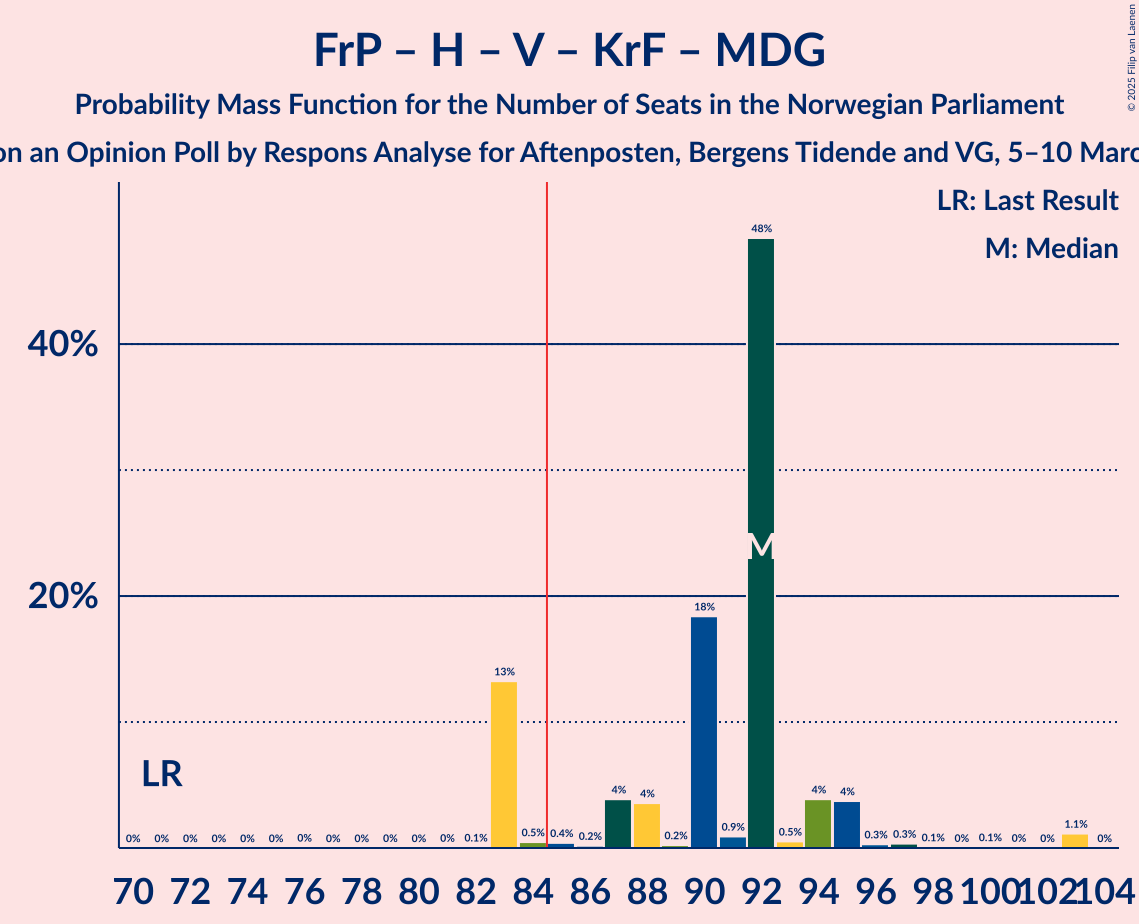 FrP – H – V – KrF – MDG
Probability Mass Function for the Number of Seats in the Norwegian Parliament
on an Opinion Poll by Respons Analyse for Aftenposten, Bergens Tidende and VG, 5–10 Marc
© 2025 Filip van Laenen
LR: Last Result
M: Median
48%
40%
M
20%
18%
13%
LR
0% 0% 0% 0% 0% 0% 0% 0% 0% 0% 0% 0% 0.1% 0.5% 0.4% 0.2% 4% 4% 0.2% 0.9% 0.5% 4% 4% 0.3% 0.3% 0.1% 0% 0.1% 0% 0% 1.1% 0%
70 72 74 76 78 80 82 84 86 88 90 92 94 96 98 100 102 104